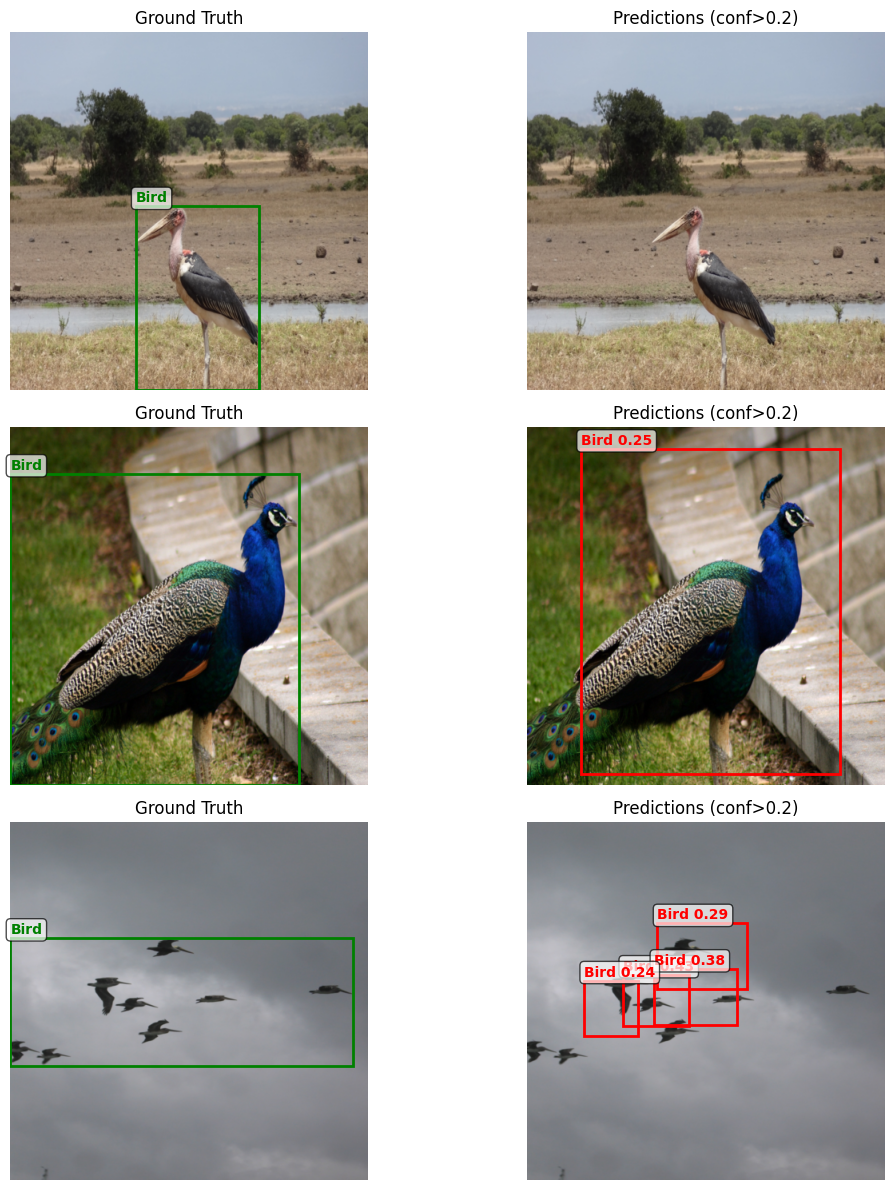 Ground Truth
Predictions (conf>0.2)
Bird
Ground Truth
Predictions (conf>0.2)
Bird
Bird 0.25
Ground Truth
Predictions (conf>0.2)
Bird
Bird 0.29
Bird 0.38
Bird 0.24